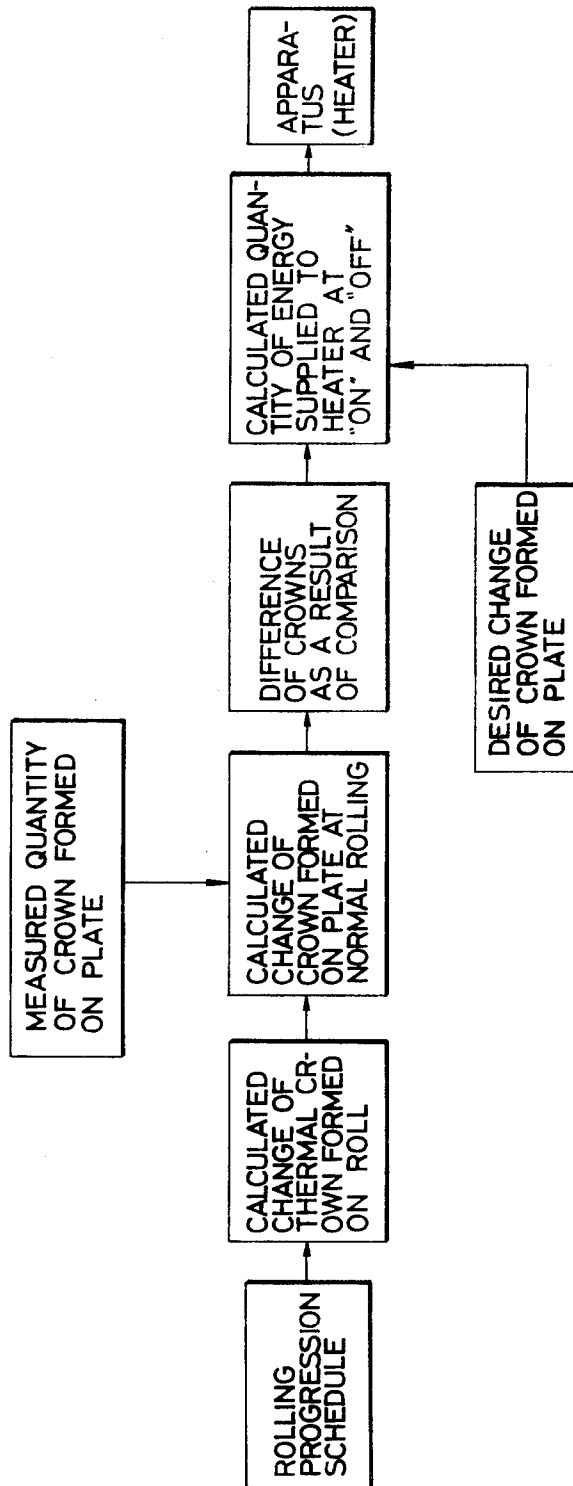 MEASURED QUANTITY
OF CROWN FORMED
ON PLATE
ROLLING
PROGRESSION
SCHEDULE
CALCULATED
CHANGE OF
THERMAL CR-
OWN FORMED
ON ROLL
CALCULATED
CHANGE OF
CROWN FORMED
ON PLATE AT
NORMAL ROLLING
DIFFERENCE
OF CROWNS
AS A RESULT
OF COMPARISON
CALCULATED QUAN-
TITY OF ENERGY
SUPPLIED TO
HEATER AT
"ON" AND "OFF"
APPARA-
TUS
(HEATER)
DESIRED CHANGE
OF CROWN FORMED
ON PLATE